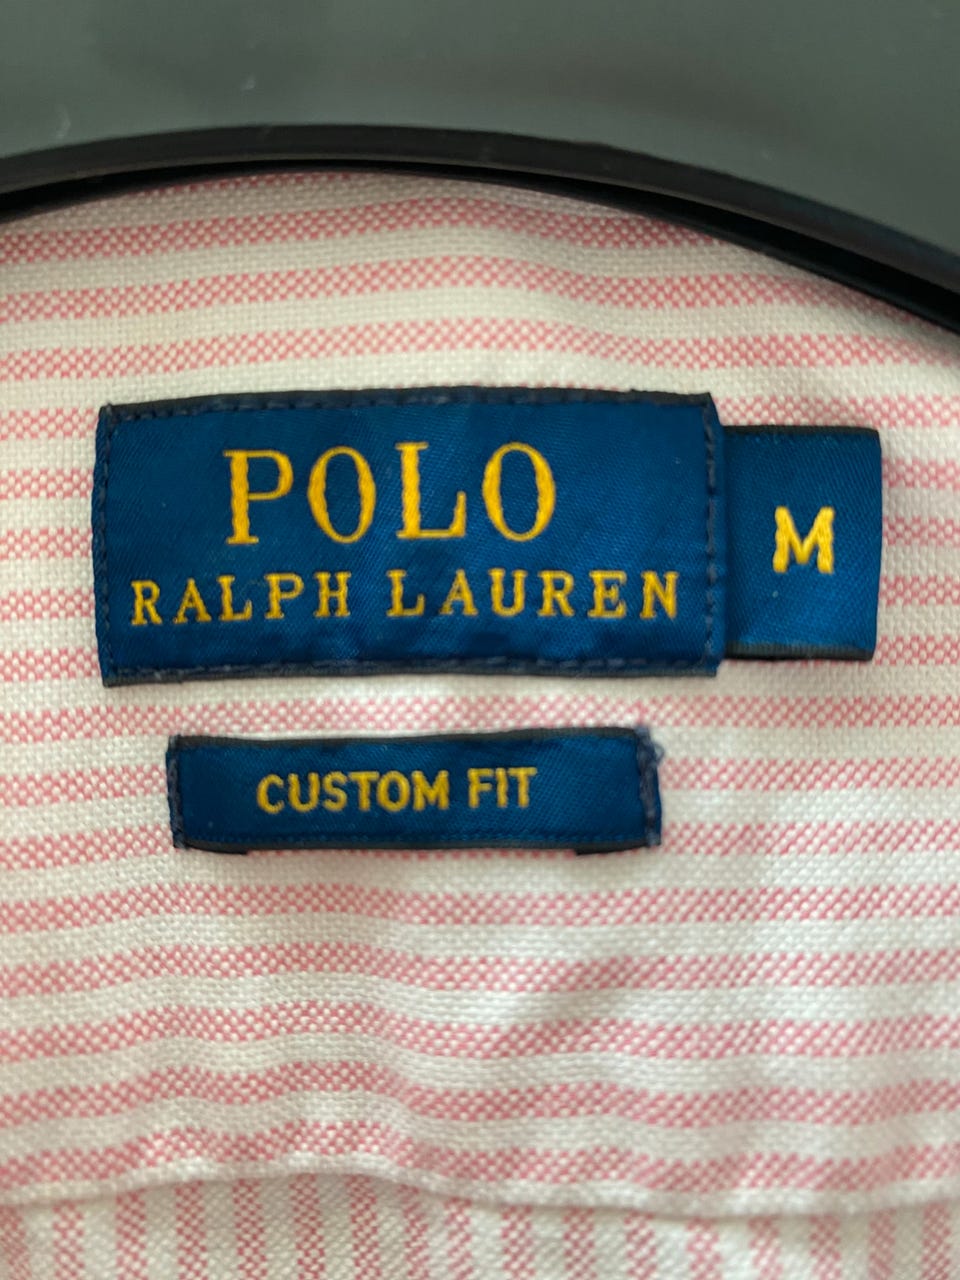 POLO
RALPH LAUREN
M
CUSTOM FIT